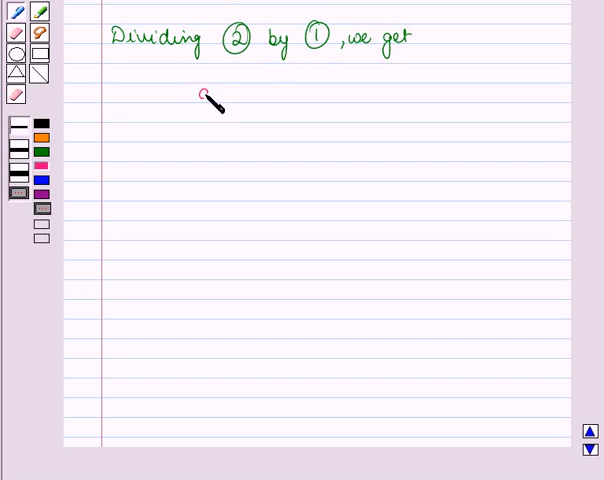 Dividing ② by ①, we get